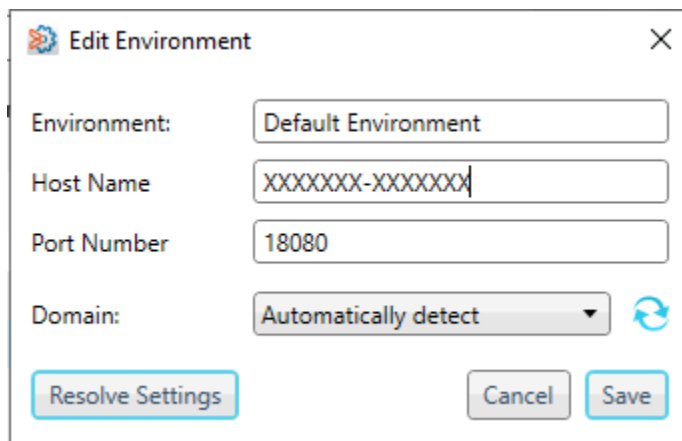 Edit Environment
Environment: Default Environment
Host Name XXXXXXX-XXXXXXX
Port Number 18080
Domain: Automatically detect
Resolve Settings Cancel Save